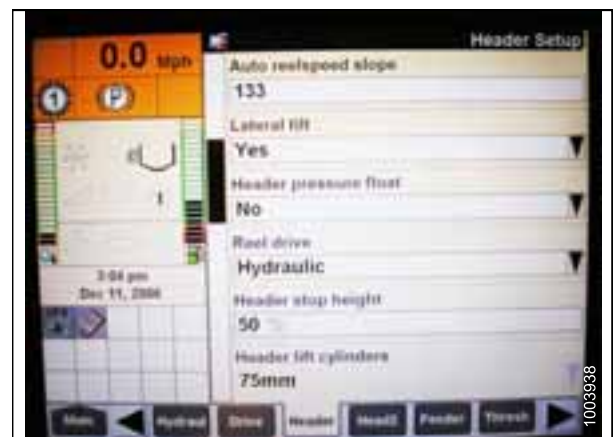 Header Setup
0.0 Mph
Auto reelspeed slope
133
1
P
Lateral tilt
Yes
Header pressure float
No
Reel drive
Hydraulic
3:04 pm
Dec 11, 2006
Header stop height
50
Header lift cylinders
75mm
Main
Hydraul
Drive
Header
Head2
Feeder
Thresh
1003938